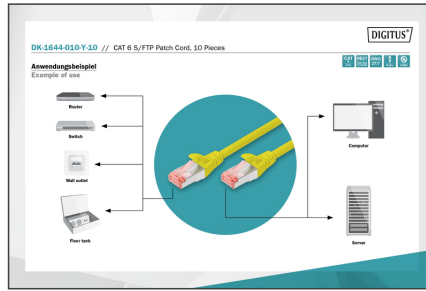 DIGITUS®
DK-1644-010-Y-10 // CAT 6 S/FTP Patch Cord, 10 Pieces
Anwendungsbeispiel
Example of use
Router
Switch
Wall outlet
Floor tank
Computer
Server